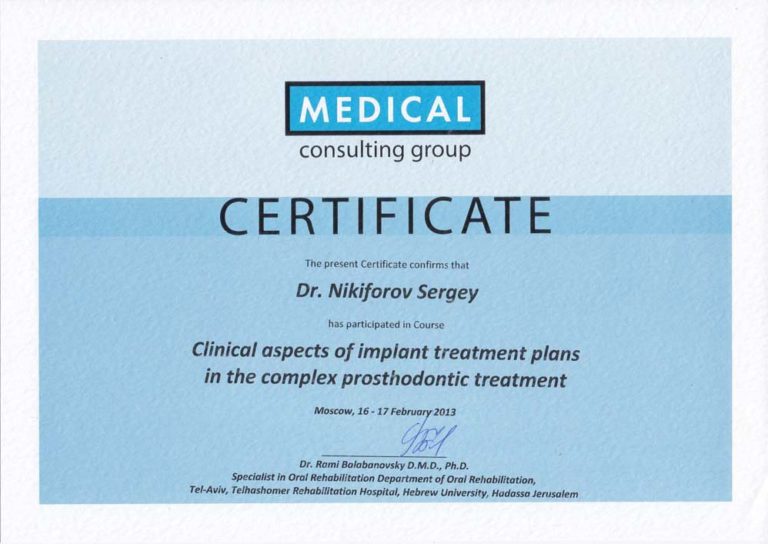 MEDICAL
consulting group
CERTIFICATE
The present Certificate confirms that
Dr. Nikiforov Sergey
has participated in Course
Clinical aspects of implant treatment plans
in the complex prosthodontic treatment
Moscow, 16 - 17 February 2013
Dr. Rami Balabanovsky D.M.D., Ph.D.
Specialist in Oral Rehabilitation Department of Oral Rehabilitation,
Tel-Aviv, Telhashomer Rehabilitation Hospital, Hebrew University, Hadassa Jerusalem